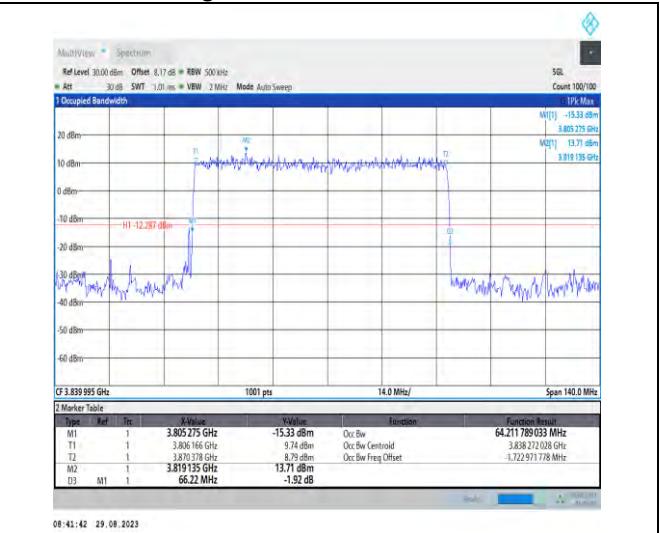 MultiView Spectrum
Ref Level 30.00 dBm Offset 8.17 dB RBW 500 kHz SGL
Att 30 dB SWT 1.01 ms VBW 2 MHz Mode Auto Sweep Count 100/100
1 Occupied Bandwidth 1Pk Max
M1[1] -15.33 dBm
3.805 275 GHz
M2[1] 13.71 dBm
3.819 135 GHz
20 dBm
M2
T1
T2
10 dBm
0 dBm
-10 dBm
H1 -12.287 dBm
M1
D3
-20 dBm
-30 dBm
-40 dBm
-50 dBm
-60 dBm
CF 3.839 995 GHz 1001 pts 14.0 MHz/ Span 140.0 MHz
2 Marker Table
Type Ref Trc X-Value Y-Value Function Function Result
M1 1 3.805 275 GHz -15.33 dBm Occ Bw 64.211 789 033 MHz
T1 1 3.806 166 GHz 9.74 dBm Occ Bw Centroid 3.838 272 028 GHz
T2 1 3.870 378 GHz 8.79 dBm Occ Bw Freq Offset -1.722 971 778 MHz
M2 1 3.819 135 GHz 13.71 dBm
D3 M1 1 66.22 MHz -1.92 dB
08:41:42 29.08.2023